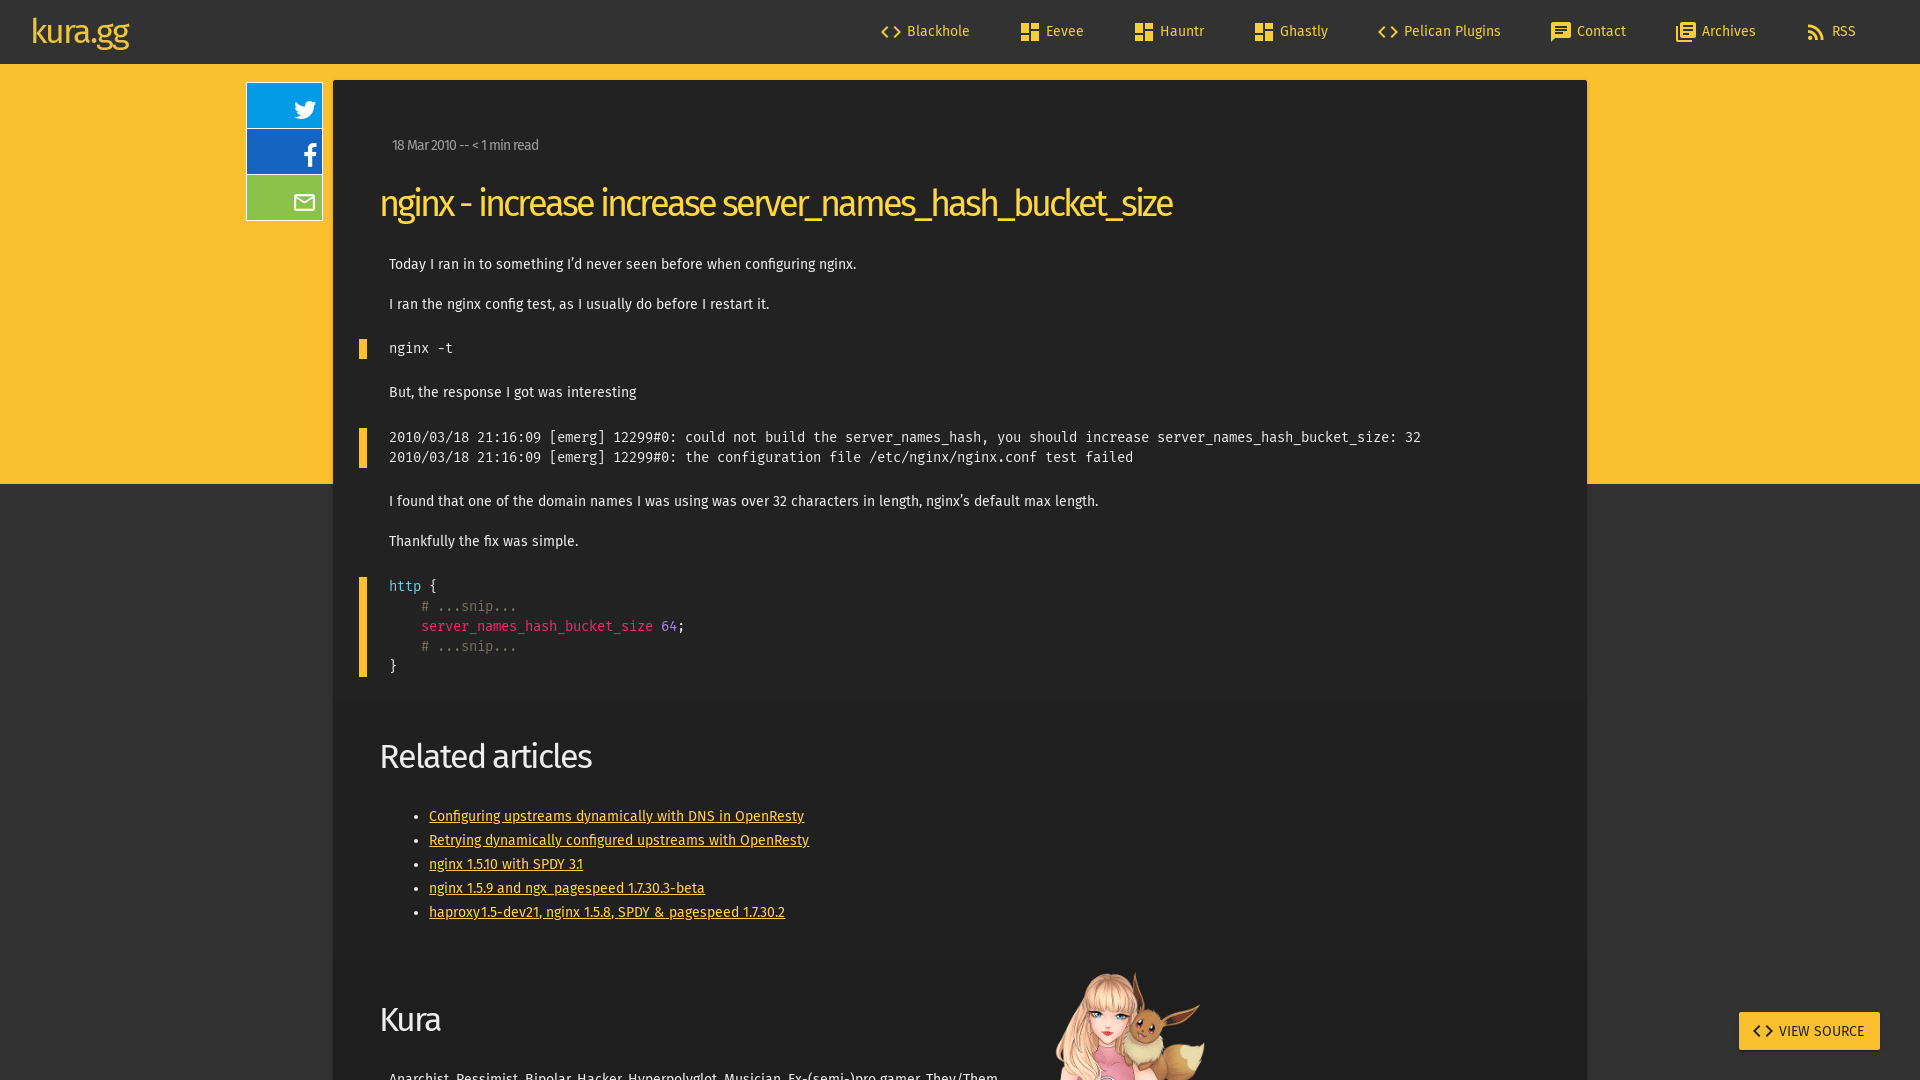 kura.gg
Blackhole
Eevee
Hauntr
Ghastly
Pelican Plugins
Contact
Archives
RSS
18 Mar 2010 -- < 1 min read
nginx - increase increase server_names_hash_bucket_size
Today I ran in to something I’d never seen before when configuring nginx.
I ran the nginx config test, as I usually do before I restart it.
nginx -t
But, the response I got was interesting
2010/03/18 21:16:09 [emerg] 12299#0: could not build the server_names_hash, you should increase server_names_hash_bucket_size: 32
2010/03/18 21:16:09 [emerg] 12299#0: the configuration file /etc/nginx/nginx.conf test failed
I found that one of the domain names I was using was over 32 characters in length, nginx’s default max length.
Thankfully the fix was simple.
http {
    # ...snip...
    server_names_hash_bucket_size 64;
    # ...snip...
}
Related articles
• Configuring upstreams dynamically with DNS in OpenResty
• Retrying dynamically configured upstreams with OpenResty
• nginx 1.5.10 with SPDY 3.1
• nginx 1.5.9 and ngx_pagespeed 1.7.30.3-beta
• haproxy1.5-dev21, nginx 1.5.8, SPDY & pagespeed 1.7.30.2
Kura
Anarchist. Pessimist. Bipolar. Hacker. Hyperpolyglot. Musician. Ex-(semi-)pro gamer. They/Them.
VIEW SOURCE